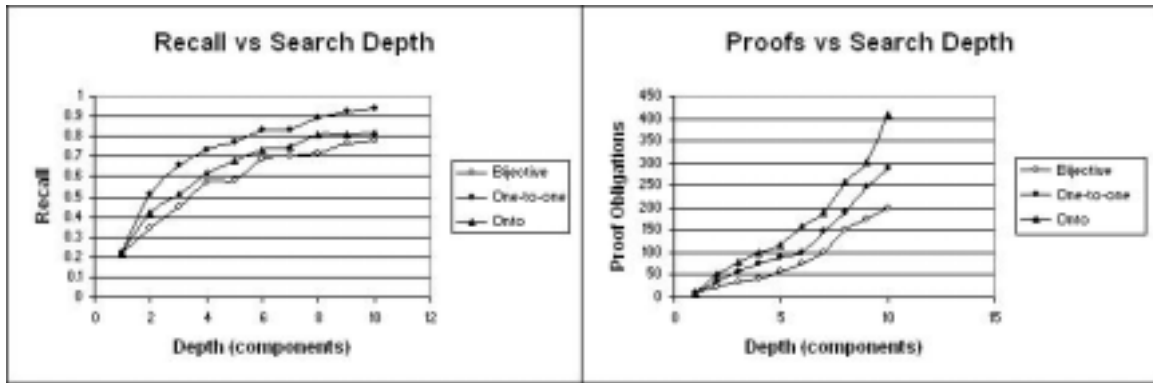 Recall vs Search Depth
1
0.9
0.8
0.7
0.6
0.5
0.4
0.3
0.2
0.1
0
Recall
0 2 4 6 8 10 12
Depth (components)
Bijective
One-to-one
Onto
Proofs vs Search Depth
450
400
350
300
250
200
150
100
50
0
Proof Obligations
0 5 10 15
Depth (components)
Bijective
One-to-one
Onto